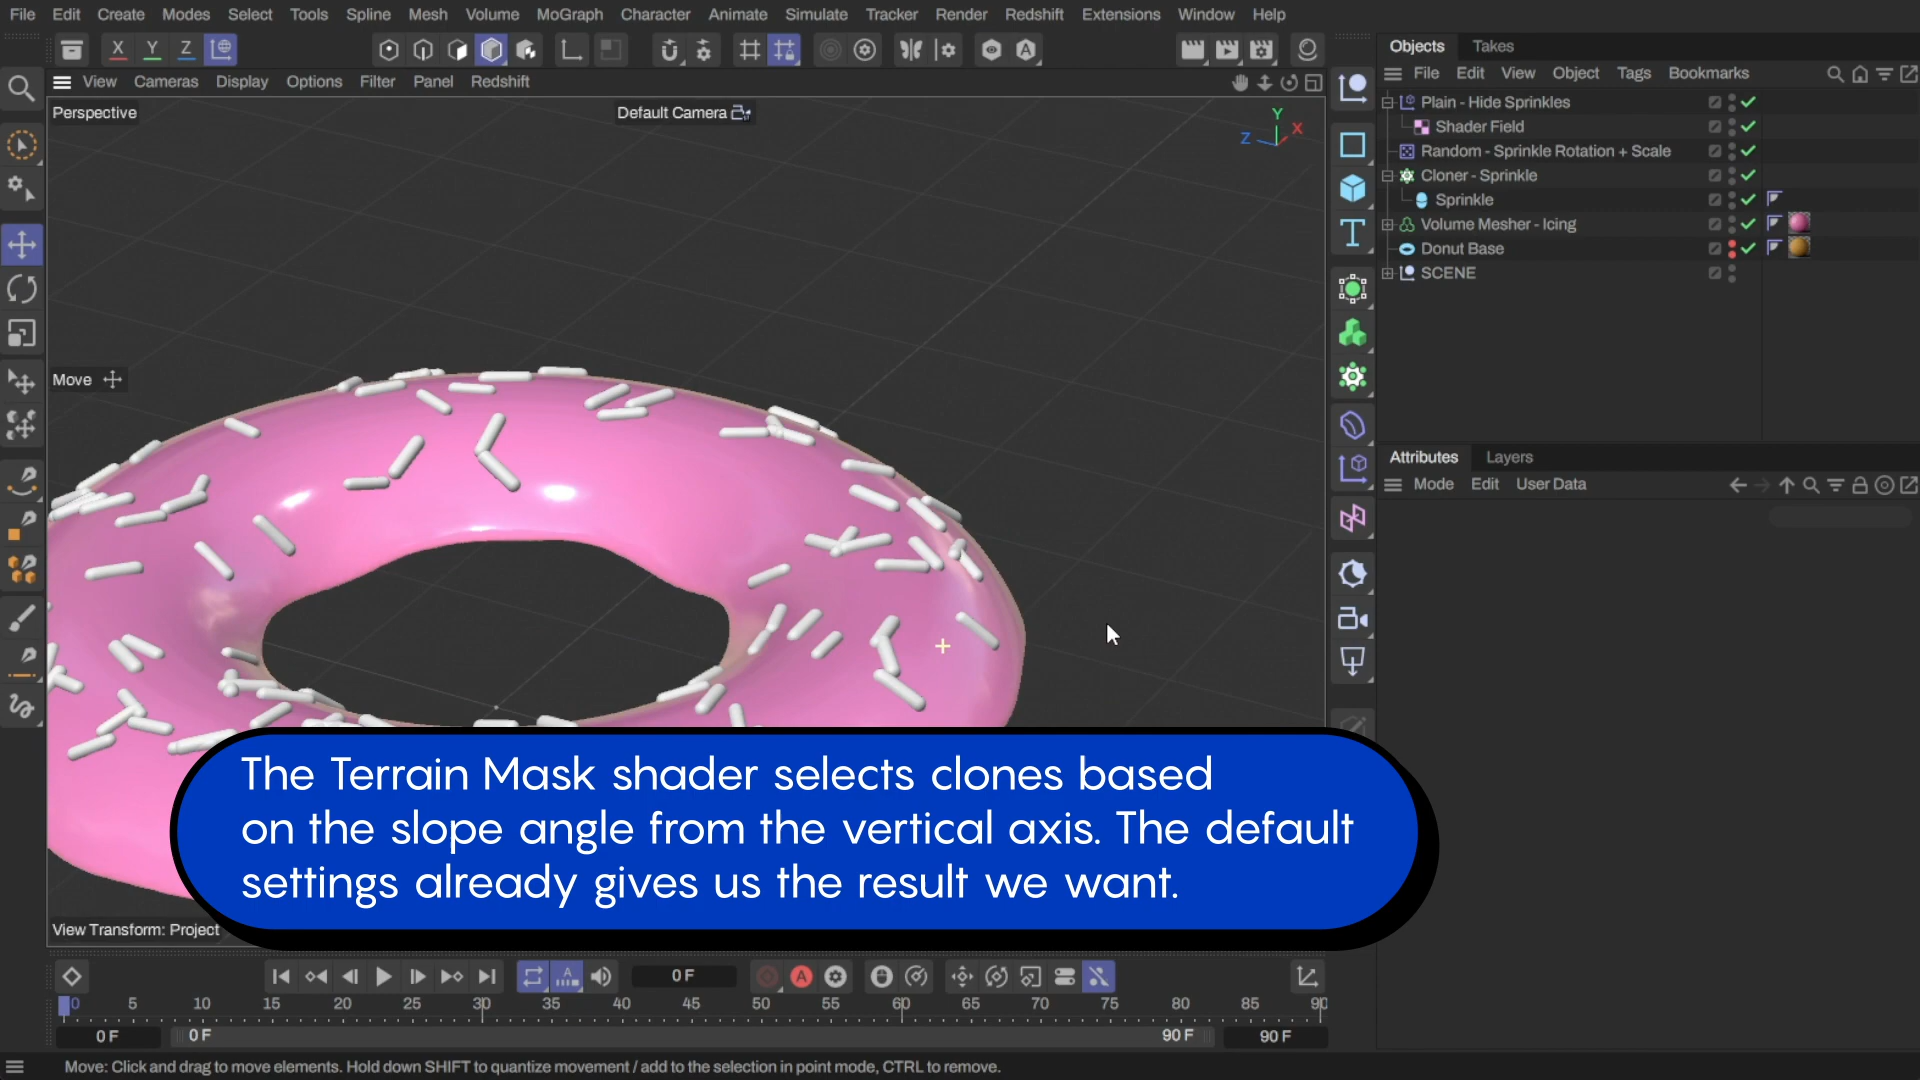 File Edit Create Modes Select Tools Spline Mesh Volume MoGraph Character Animate Simulate Tracker Render Redshift Extensions Window Help
X Y Z
Objects Takes
View Cameras Display Options Filter Panel Redshift
File Edit View Object Tags Bookmarks
Perspective
Default Camera
Y
X
Z
Plain - Hide Sprinkles
Shader Field
Random - Sprinkle Rotation + Scale
Cloner - Sprinkle
Sprinkle
Volume Mesher - Icing
Donut Base
SCENE
Move
Attributes Layers
Mode Edit User Data
The Terrain Mask shader selects clones based
on the slope angle from the vertical axis. The default
settings already gives us the result we want.
View Transform: Project
0 F
0 5 10 15 20 25 30 35 40 45 50 55 60 65 70 75 80 85 90
0 F 0 F 90 F 90 F
Move: Click and drag to move elements. Hold down SHIFT to quantize movement / add to the selection in point mode, CTRL to remove.